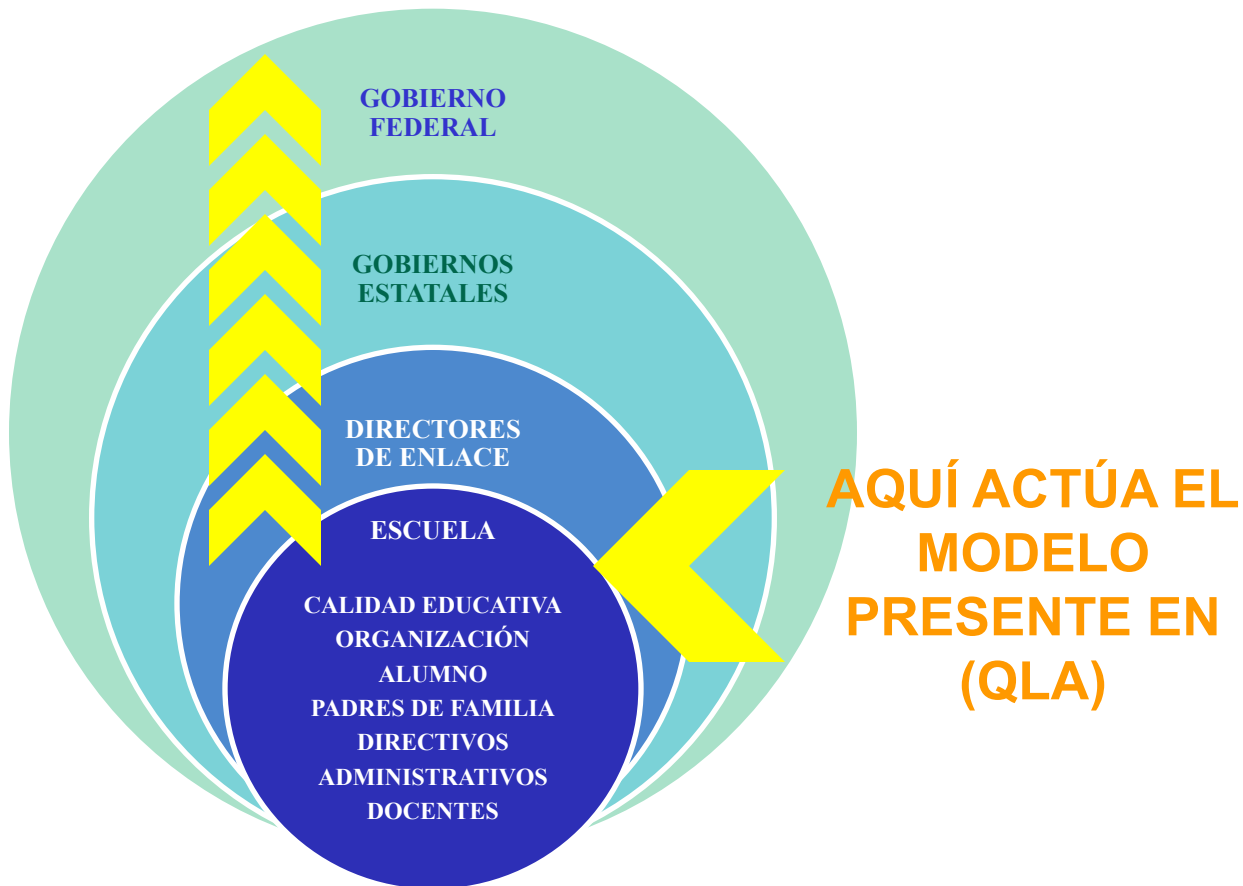 GOBIERNO
FEDERAL
GOBIERNOS
ESTATALES
DIRECTORES
DE ENLACE
ESCUELA
CALIDAD EDUCATIVA
ORGANIZACIÓN
ALUMNO
PADRES DE FAMILIA
DIRECTIVOS
ADMINISTRATIVOS
DOCENTES
AQUÍ ACTÚA EL
MODELO
PRESENTE EN
(QLA)